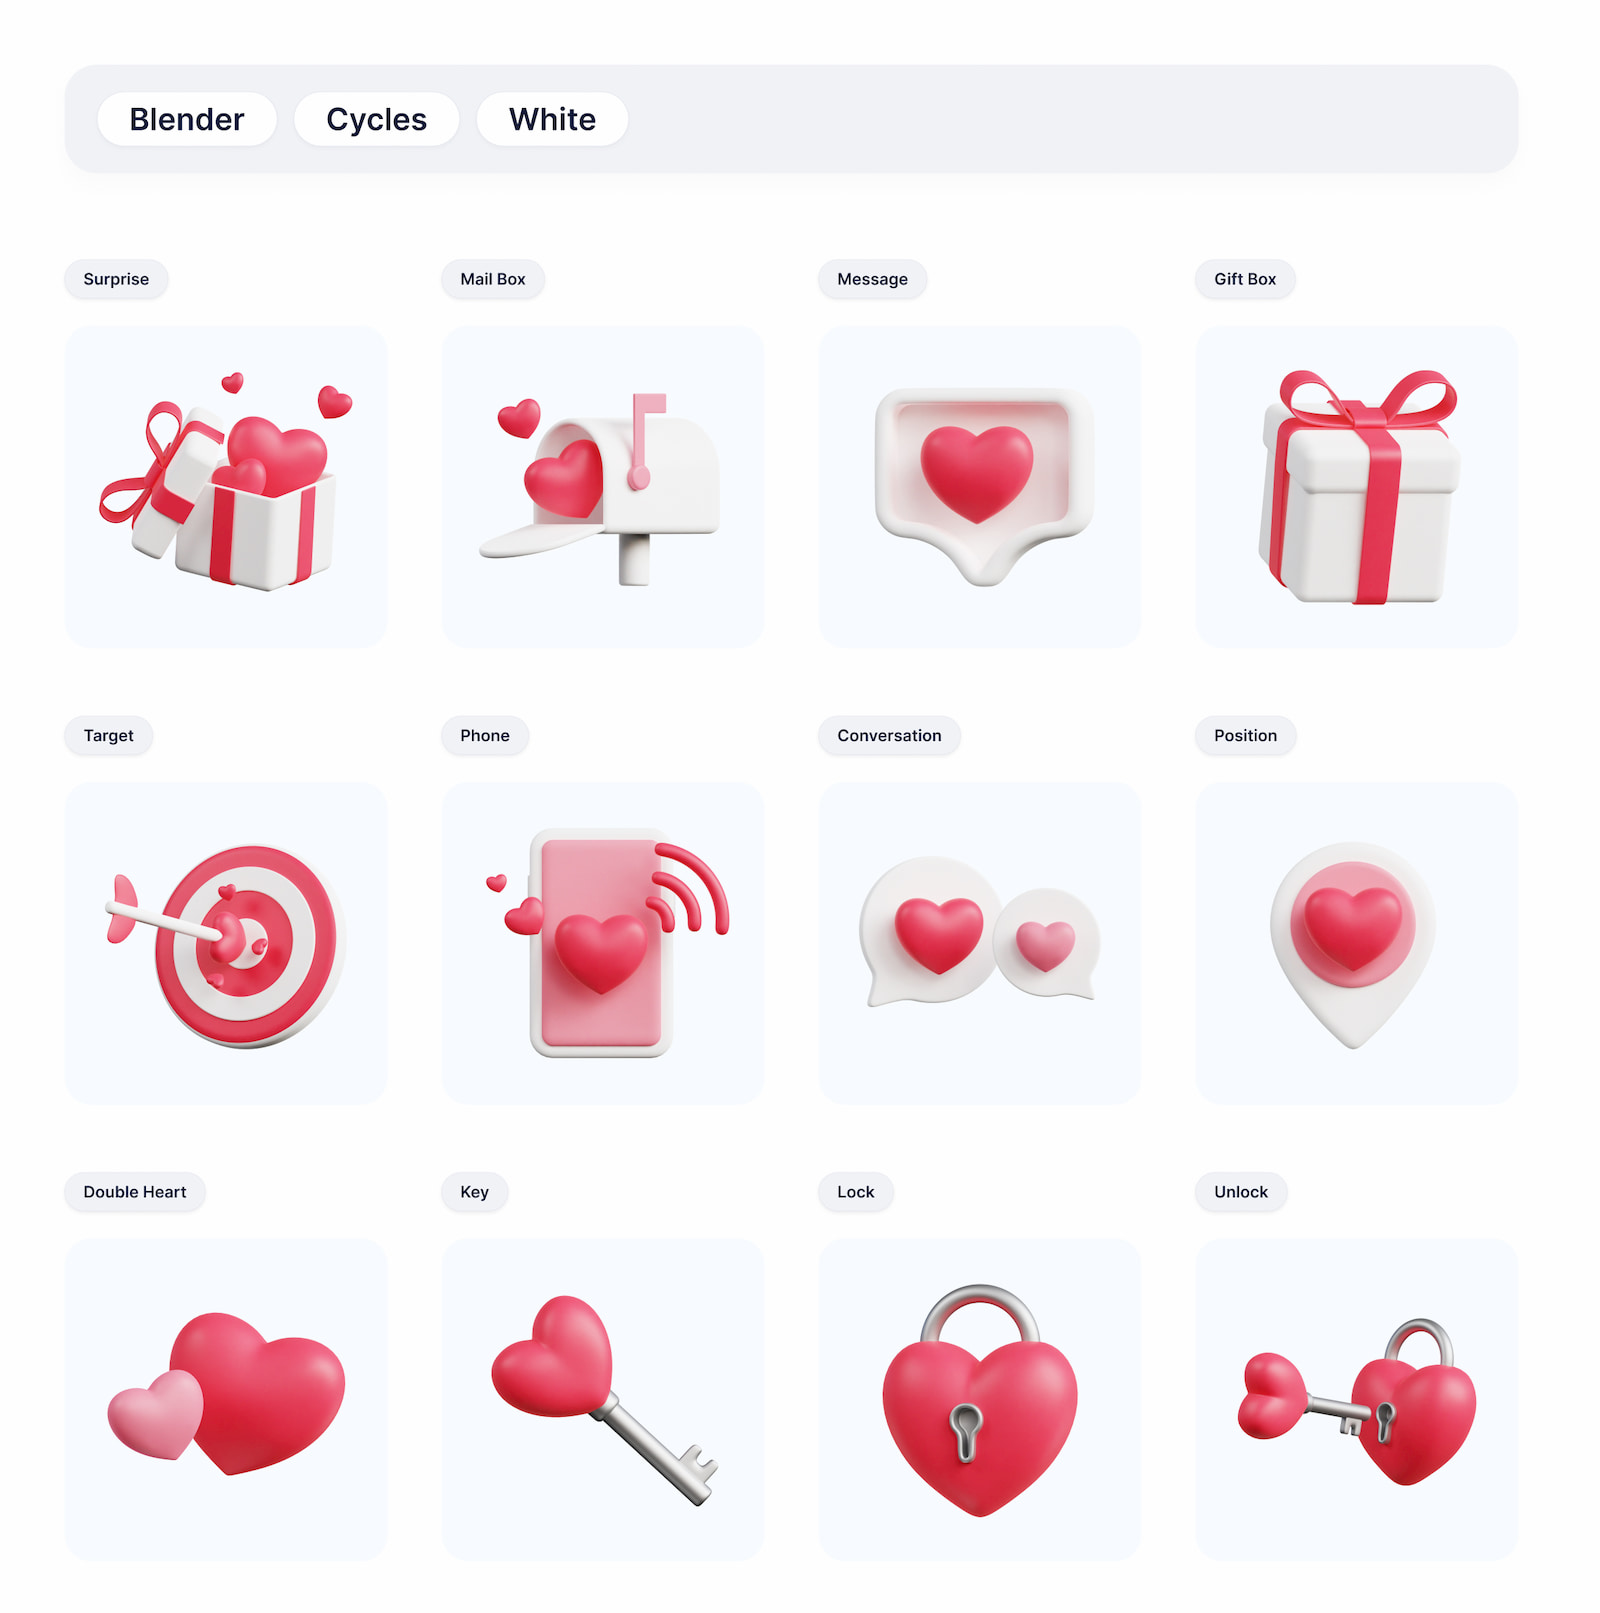 Blender Cycles White
Surprise Mail Box Message Gift Box
Target Phone Conversation Position
Double Heart Key Lock Unlock